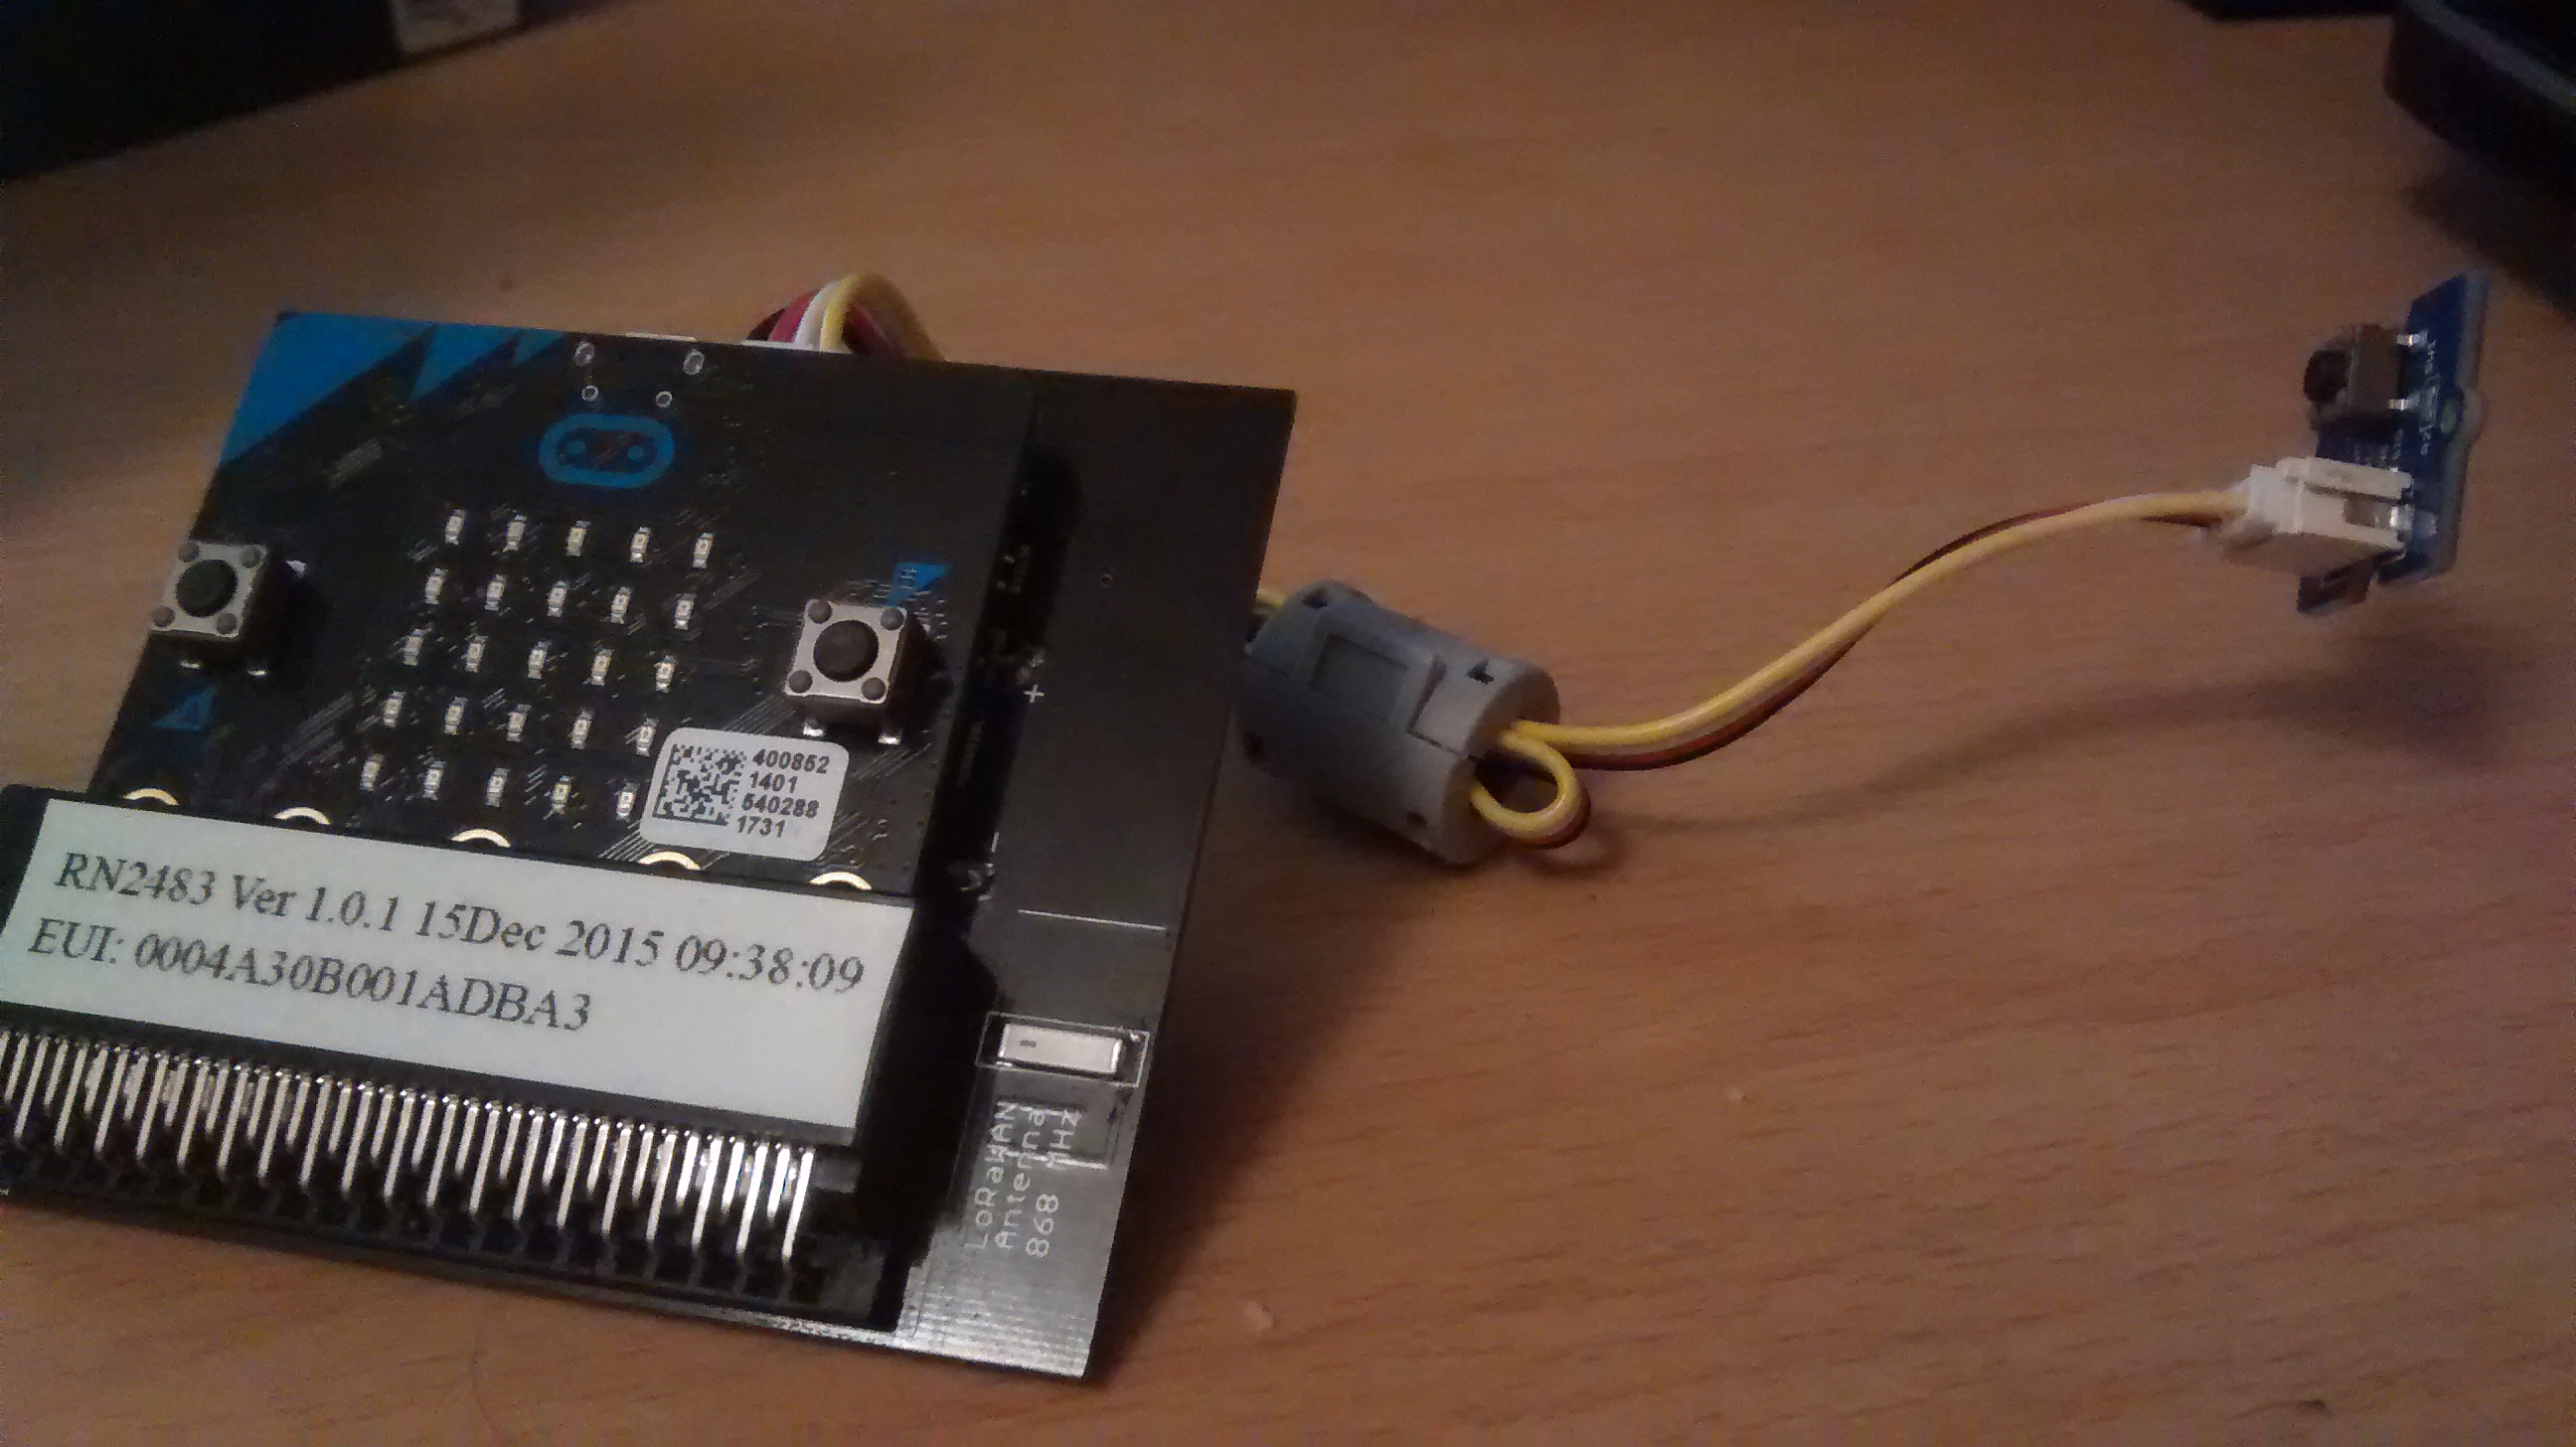 400852
1401
540288
1731
RN2483 Ver 1.0.1 15Dec 2015 09:38:09
EUI: 0004A30B001ADBA3
+
-
LoRaWAN
Antenna
868 MHz